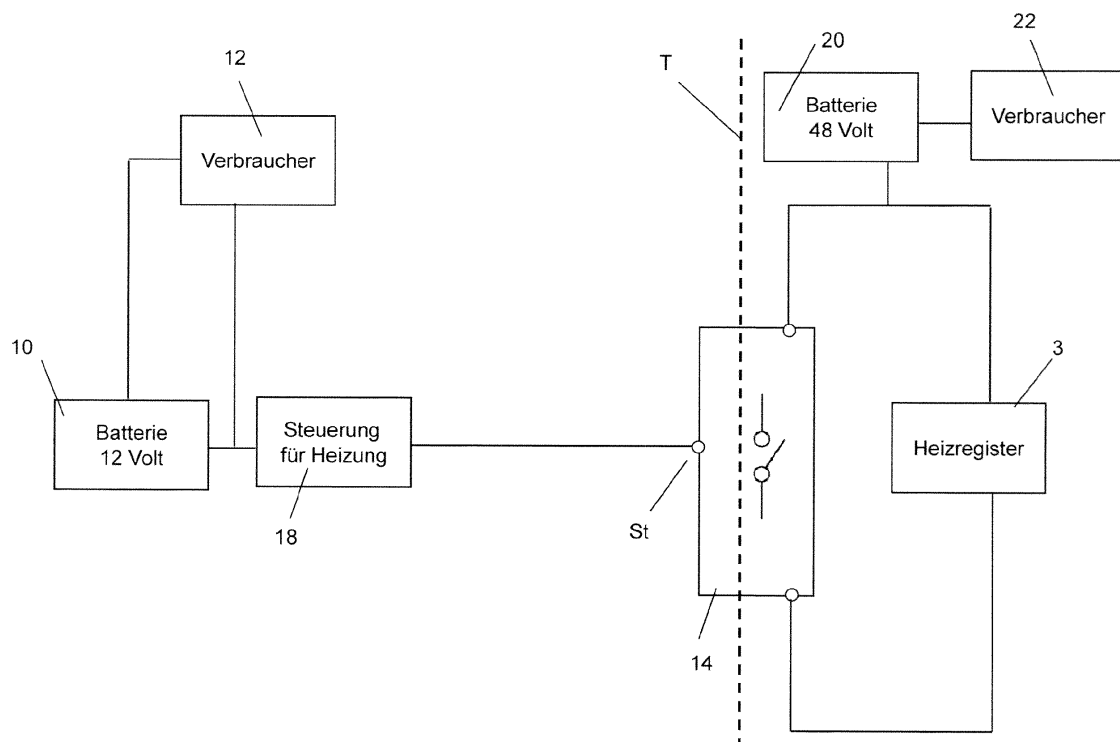 20
22
T
12
Batterie
48 Volt
Verbraucher
Verbraucher
10
3
Batterie
12 Volt
Steuerung
für Heizung
Heizregister
18
St
14